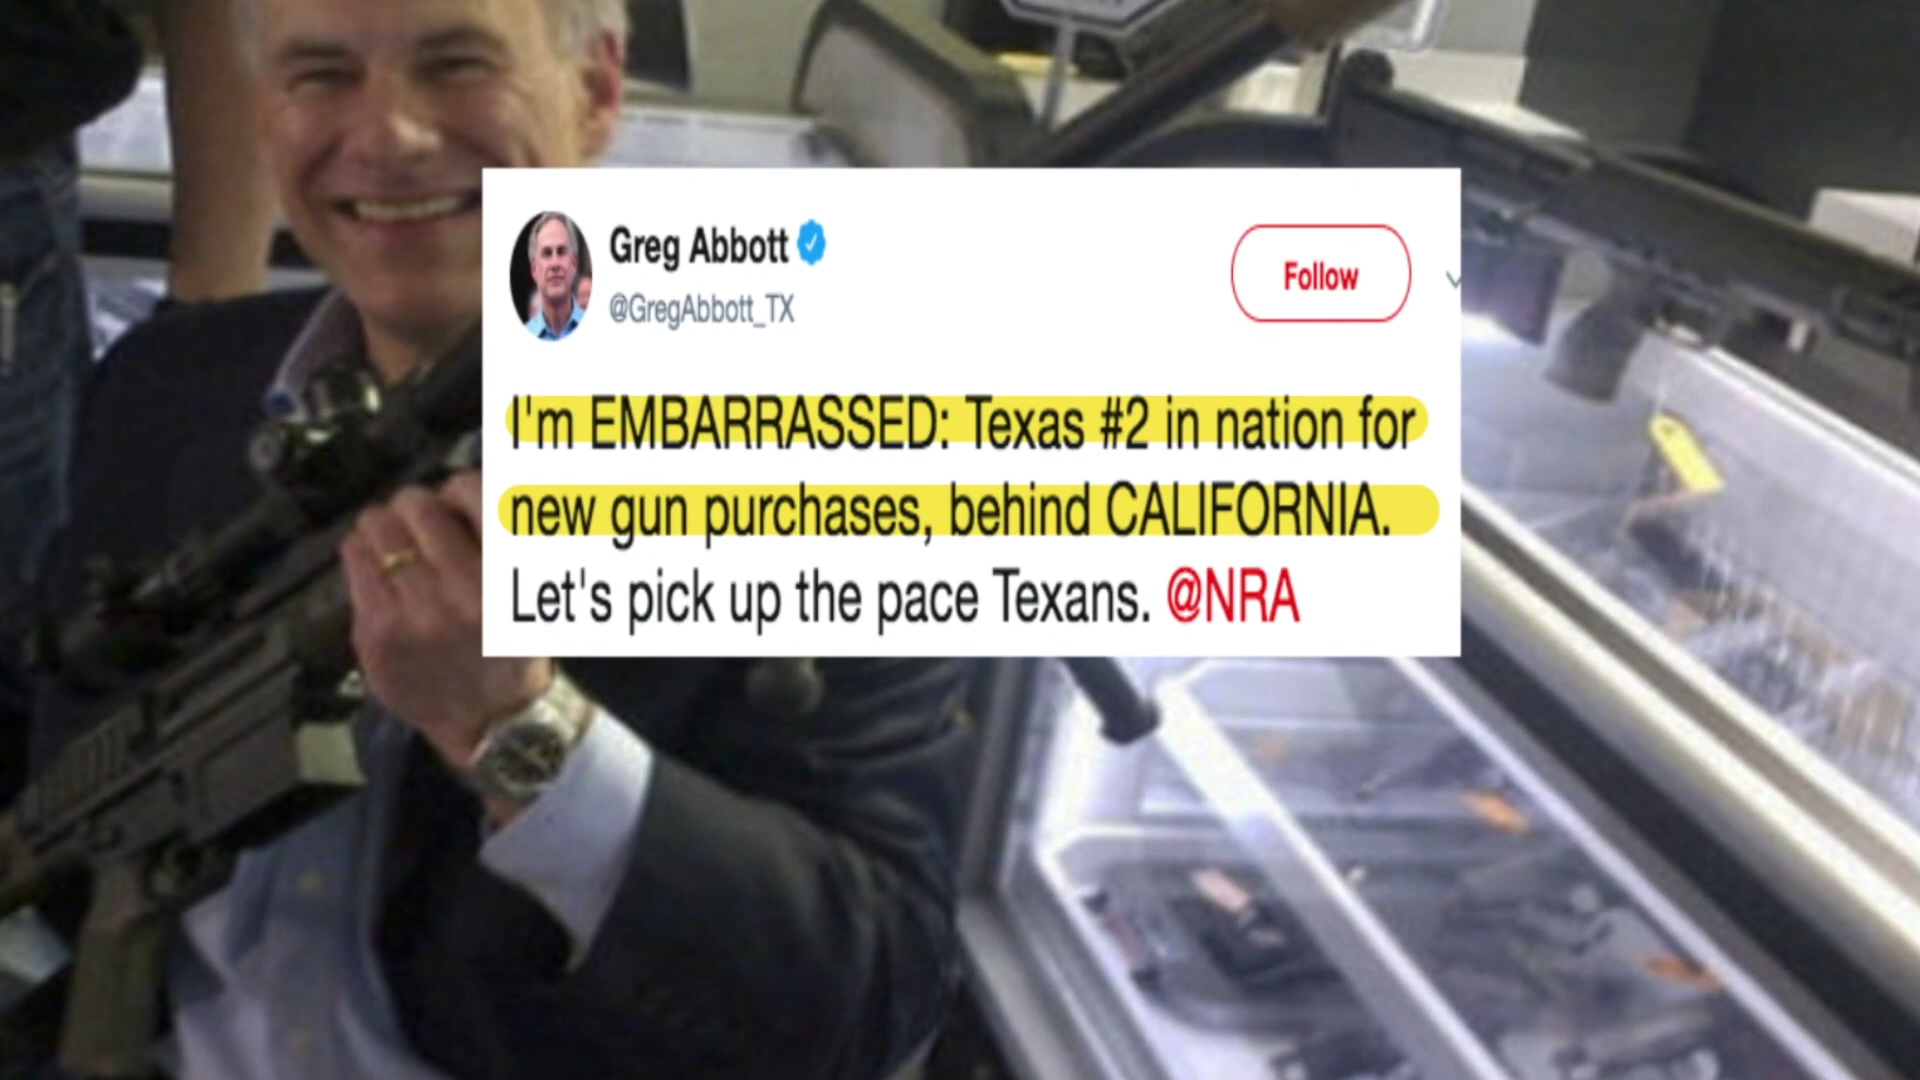 Greg Abbott
@GregAbbott_TX
Follow
I'm EMBARRASSED: Texas #2 in nation for
new gun purchases, behind CALIFORNIA.
Let's pick up the pace Texans. @NRA